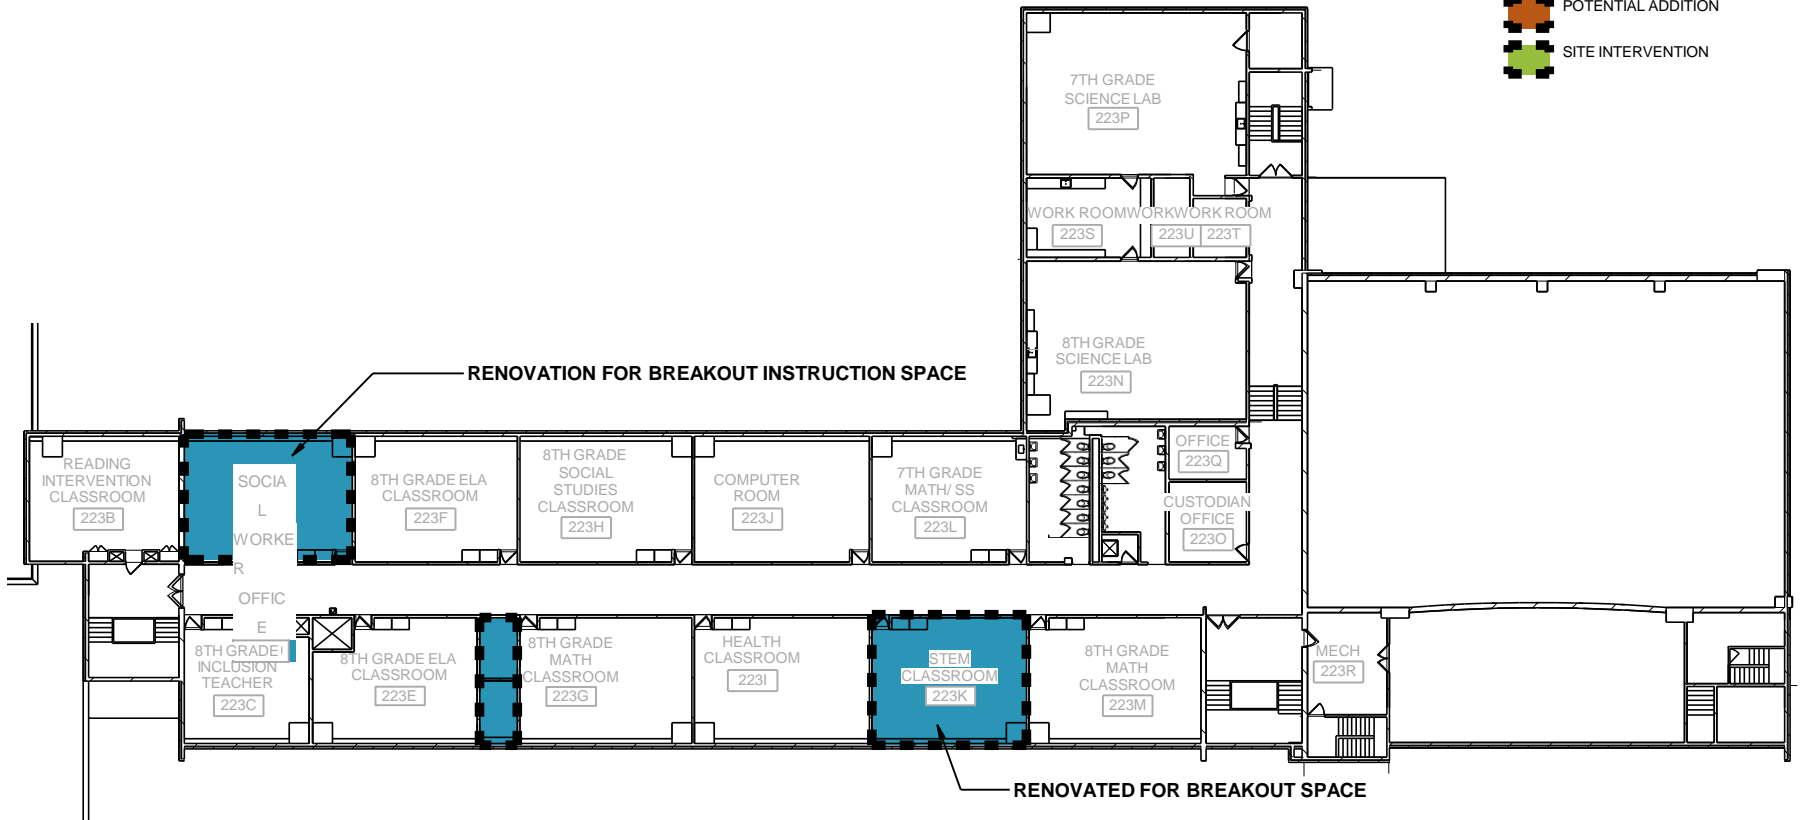 POTENTIAL ADDITION
SITE INTERVENTION
7TH GRADE
SCIENCE LAB
223P
WORK ROOM
223S
WORK
223U
WORK ROOM
223T
8TH GRADE
SCIENCE LAB
223N
RENOVATION FOR BREAKOUT INSTRUCTION SPACE
READING
INTERVENTION
CLASSROOM
223B
SOCIA
L
WORKE
R
OFFIC
E
8TH GRADE ELA
CLASSROOM
223F
8TH GRADE
SOCIAL
STUDIES
CLASSROOM
223H
COMPUTER
ROOM
223J
7TH GRADE
MATH/ SS
CLASSROOM
223L
OFFICE
223Q
CUSTODIAN
OFFICE
223O
8TH GRADE
INCLUSION
TEACHER
223C
8TH GRADE ELA
CLASSROOM
223E
8TH GRADE
MATH
CLASSROOM
223G
HEALTH
CLASSROOM
223I
STEM
CLASSROOM
223K
8TH GRADE
MATH
CLASSROOM
223M
MECH
223R
RENOVATED FOR BREAKOUT SPACE